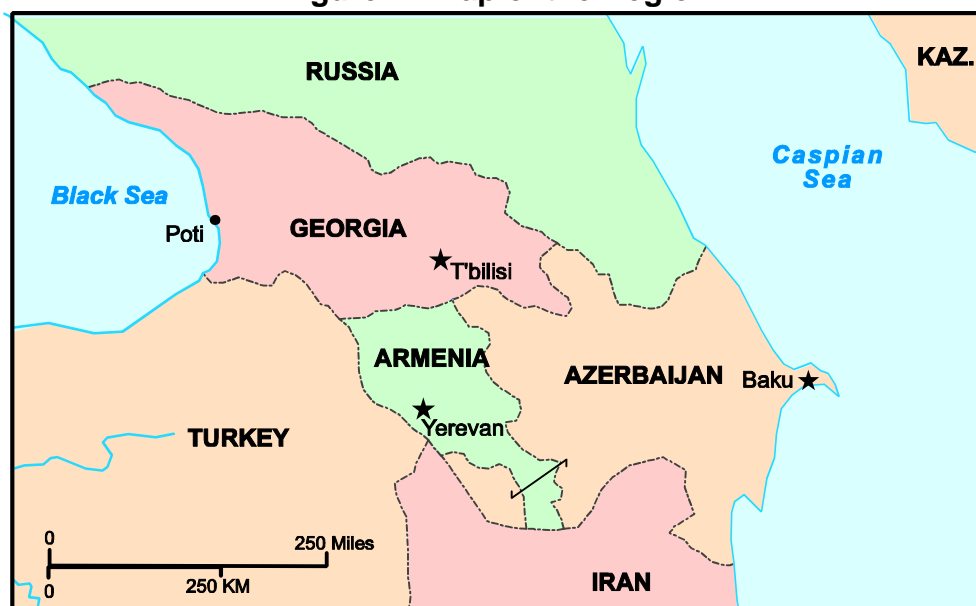 RUSSIA
KAZ.
Caspian
Sea
Black Sea
Poti
GEORGIA
T'bilisi
ARMENIA
AZERBAIJAN
Baku
Yerevan
TURKEY
0
250 Miles
0
250 KM
IRAN